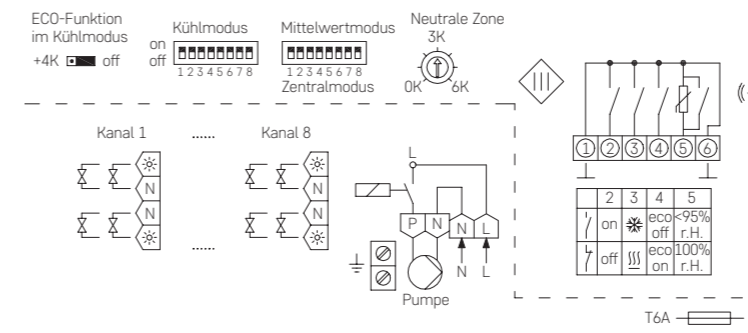 ECO-Funktion
im Kühlmodus
+4K off
Kühlmodus
on
off
1 2 3 4 5 6 7 8
Mittelwertmodus
1 2 3 4 5 6 7 8
Zentralmodus
Neutrale Zone
3K
0K 6K
Kanal 1 ...... Kanal 8
N N
N N
......
L
P N N L
N L
Pumpe
1 2 3 4 5 6
2 3 4 5
on eco off <95% r.H.
off eco on 100% r.H.
T6A